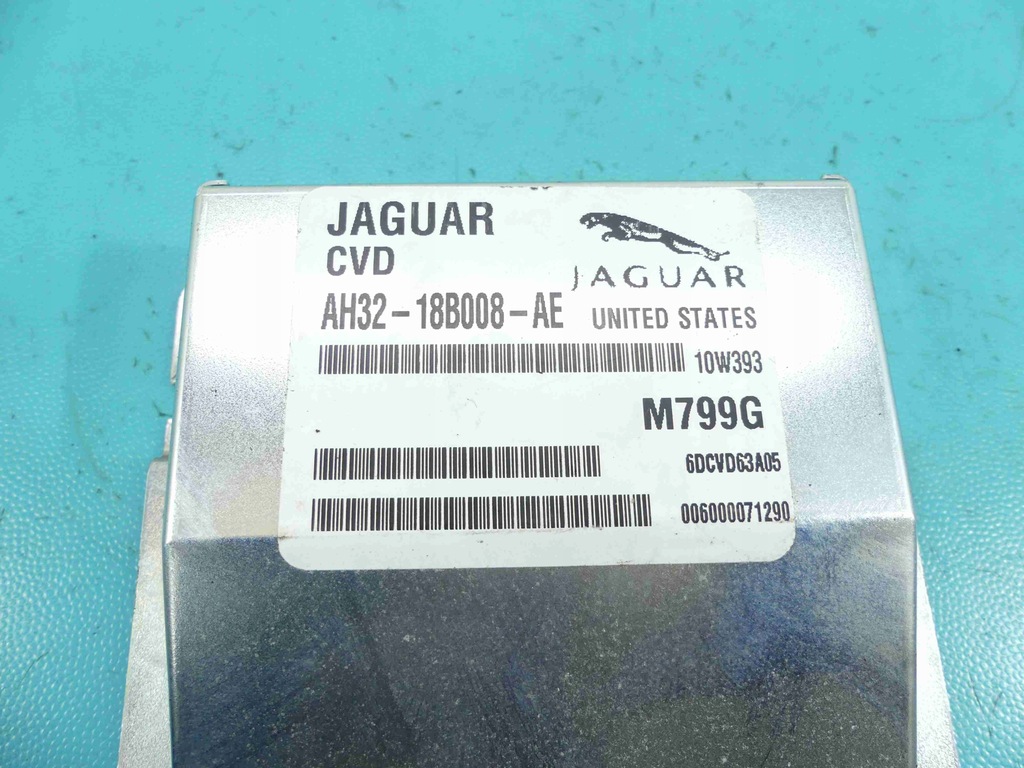 JAGUAR
CVD
JAGUAR
AH32-18B008-AE UNITED STATES
10W393
M799G
6DCVD63A05
006000071290